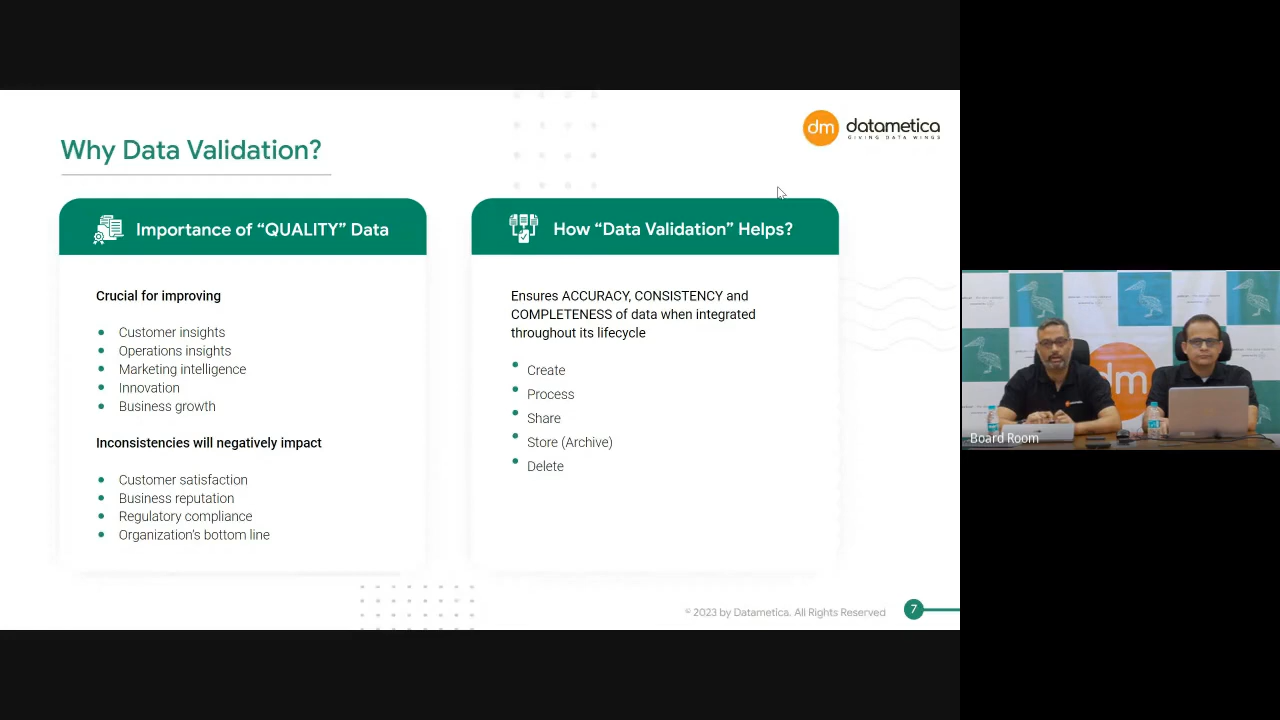 Why Data Validation?
dm datametica
GIVING DATA WINGS
Importance of “QUALITY” Data
Crucial for improving
Customer insights
Operations insights
Marketing intelligence
Innovation
Business growth
Inconsistencies will negatively impact
Customer satisfaction
Business reputation
Regulatory compliance
Organization’s bottom line
How “Data Validation” Helps?
Ensures ACCURACY, CONSISTENCY and
COMPLETENESS of data when integrated
throughout its lifecycle
Create
Process
Share
Store (Archive)
Delete
© 2023 by Datametica. All Rights Reserved
7
dm
Board Room